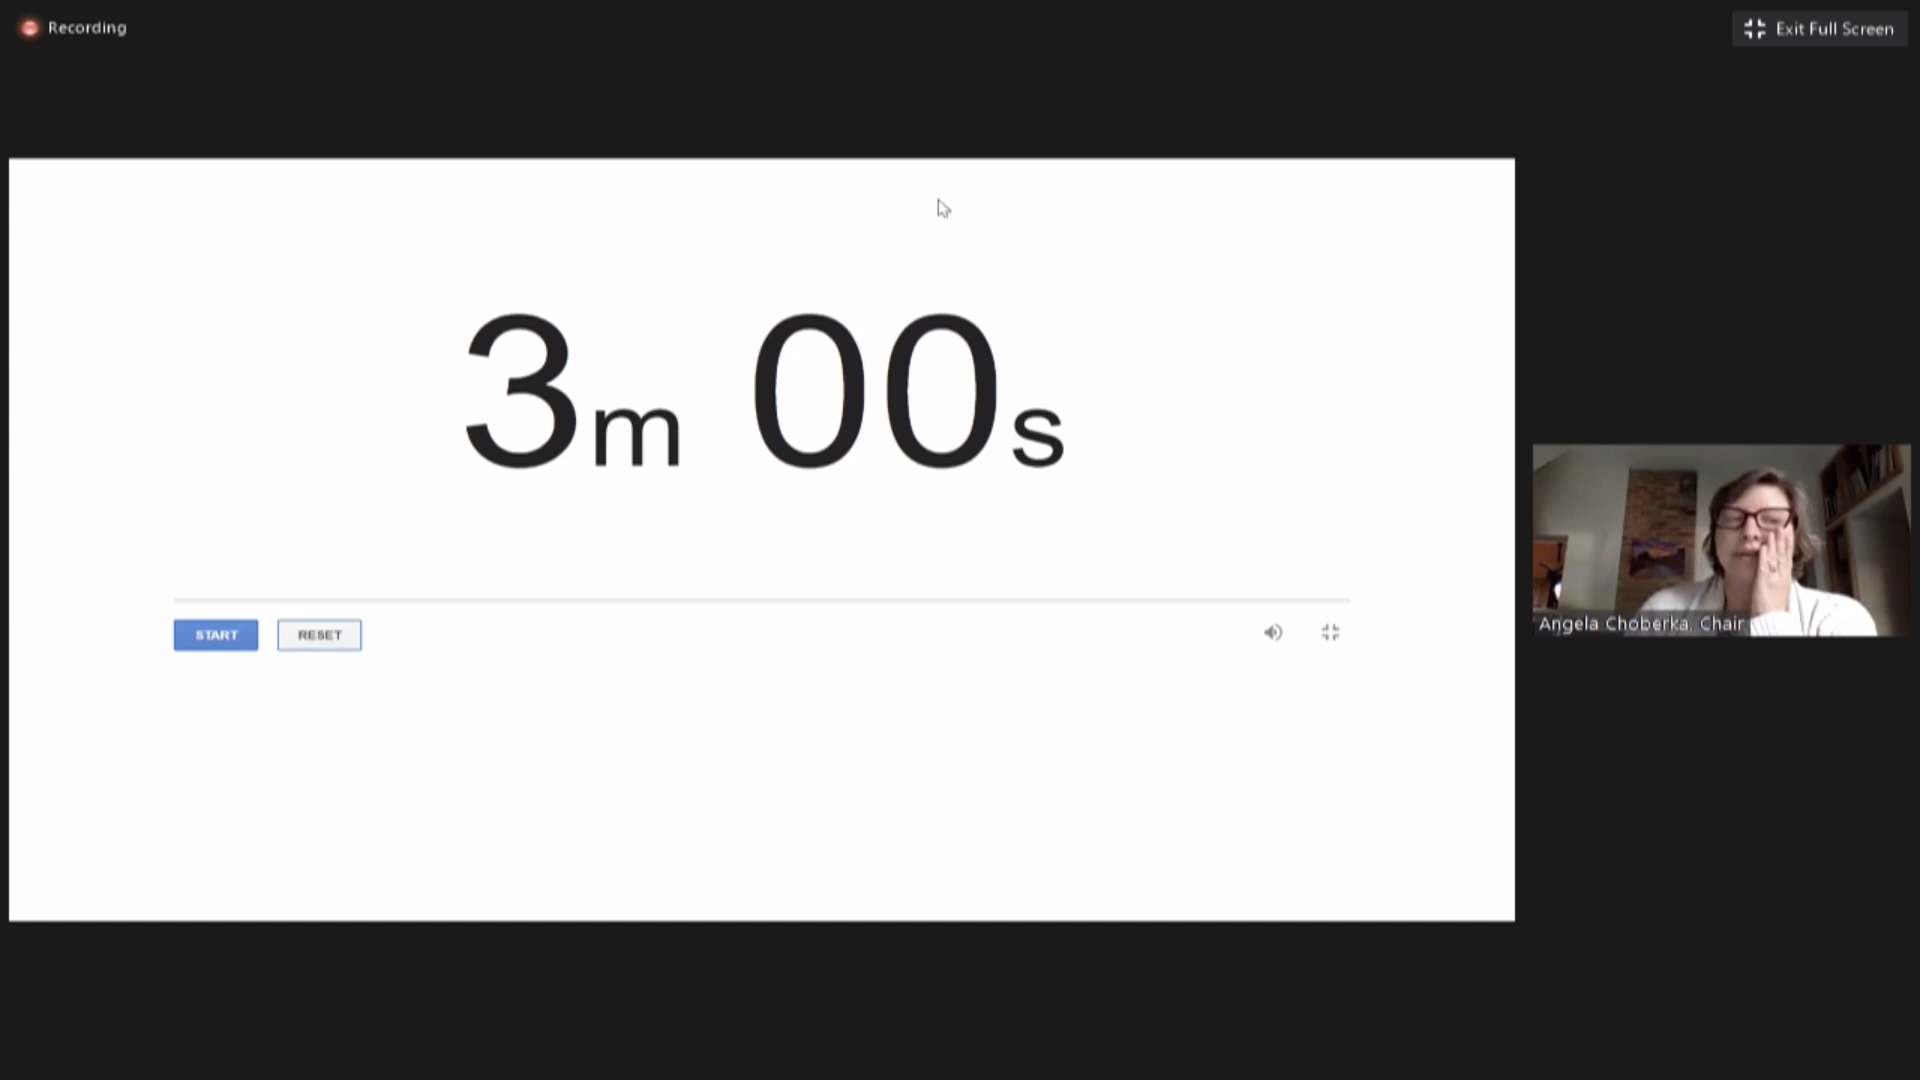 Recording
Exit Full Screen
3m 00s
START RESET
Angela Choberka, Chair